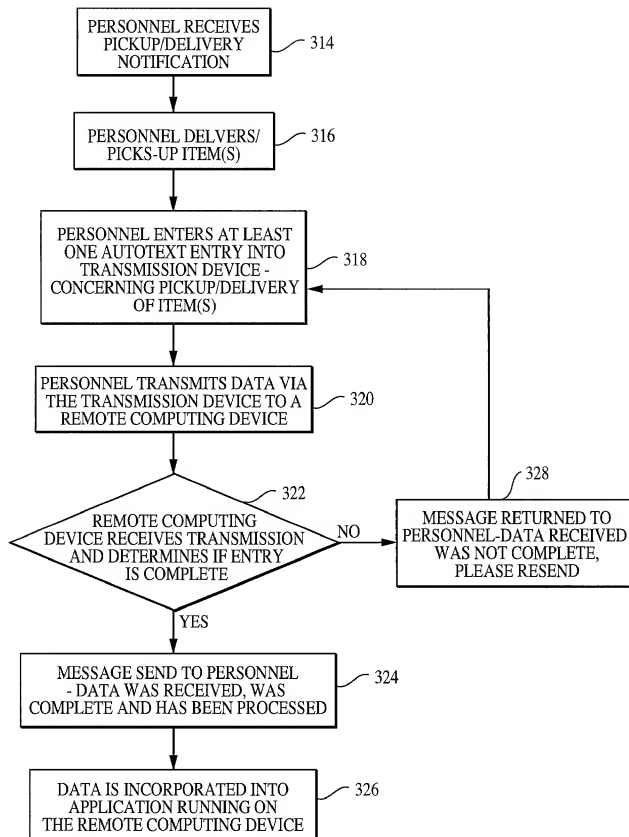 PERSONNEL RECEIVES
PICKUP/DELIVERY
NOTIFICATION
314
PERSONNEL DELVERS/
PICKS-UP ITEM(S)
316
PERSONNEL ENTERS AT LEAST
ONE AUTOTEXT ENTRY INTO
TRANSMISSION DEVICE -
CONCERNING PICKUP/DELIVERY
OF ITEM(S)
318
PERSONNEL TRANSMITS DATA VIA
THE TRANSMISSION DEVICE TO A
REMOTE COMPUTING DEVICE
320
322
REMOTE COMPUTING
DEVICE RECEIVES TRANSMISSION
AND DETERMINES IF ENTRY
IS COMPLETE
NO
328
MESSAGE RETURNED TO
PERSONNEL-DATA RECEIVED
WAS NOT COMPLETE,
PLEASE RESEND
YES
MESSAGE SEND TO PERSONNEL
- DATA WAS RECEIVED, WAS
COMPLETE AND HAS BEEN PROCESSED
324
DATA IS INCORPORATED INTO
APPLICATION RUNNING ON
THE REMOTE COMPUTING DEVICE
326